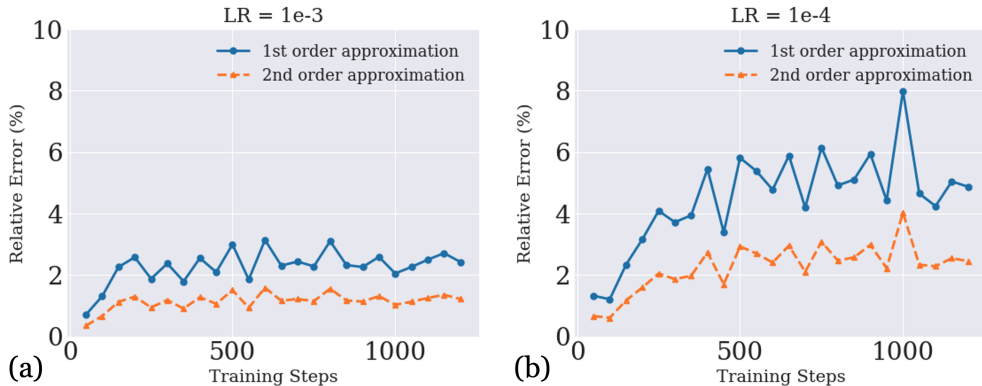 LR = 1e-3
10
8
6
4
2
0
Relative Error (%)
1st order approximation
2nd order approximation
0 500 1000
Training Steps
(a)
LR = 1e-4
10
8
6
4
2
0
Relative Error (%)
1st order approximation
2nd order approximation
0 500 1000
Training Steps
(b)